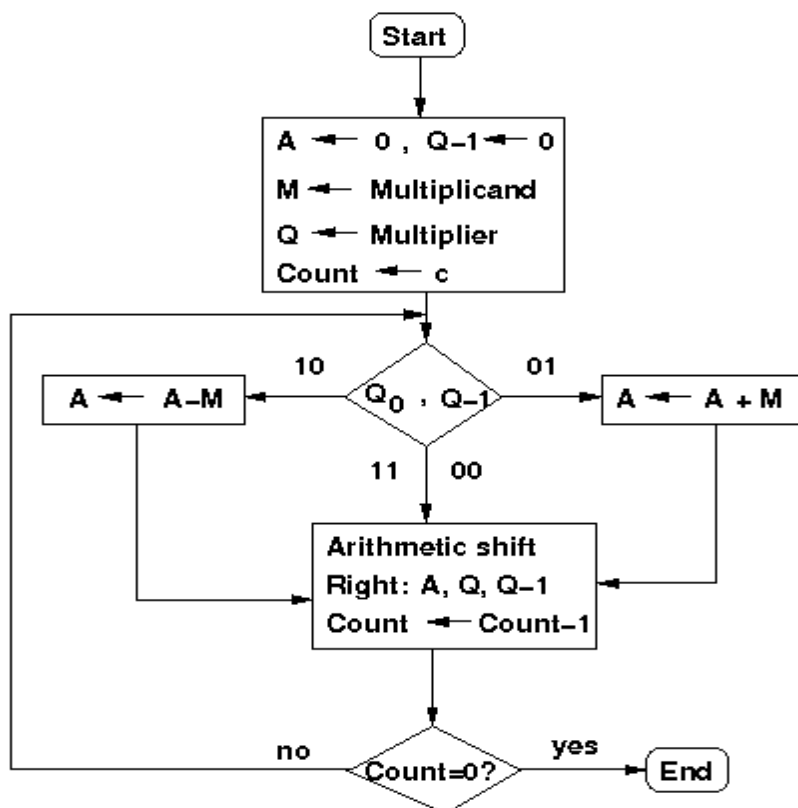 Start
A ← 0 , Q-1 ← 0
M ← Multiplicand
Q ← Multiplier
Count ← c
10
01
A ← A-M
Q0 , Q-1
A ← A + M
11 00
Arithmetic shift
Right: A, Q, Q-1
Count ← Count-1
no
Count=0?
yes
End